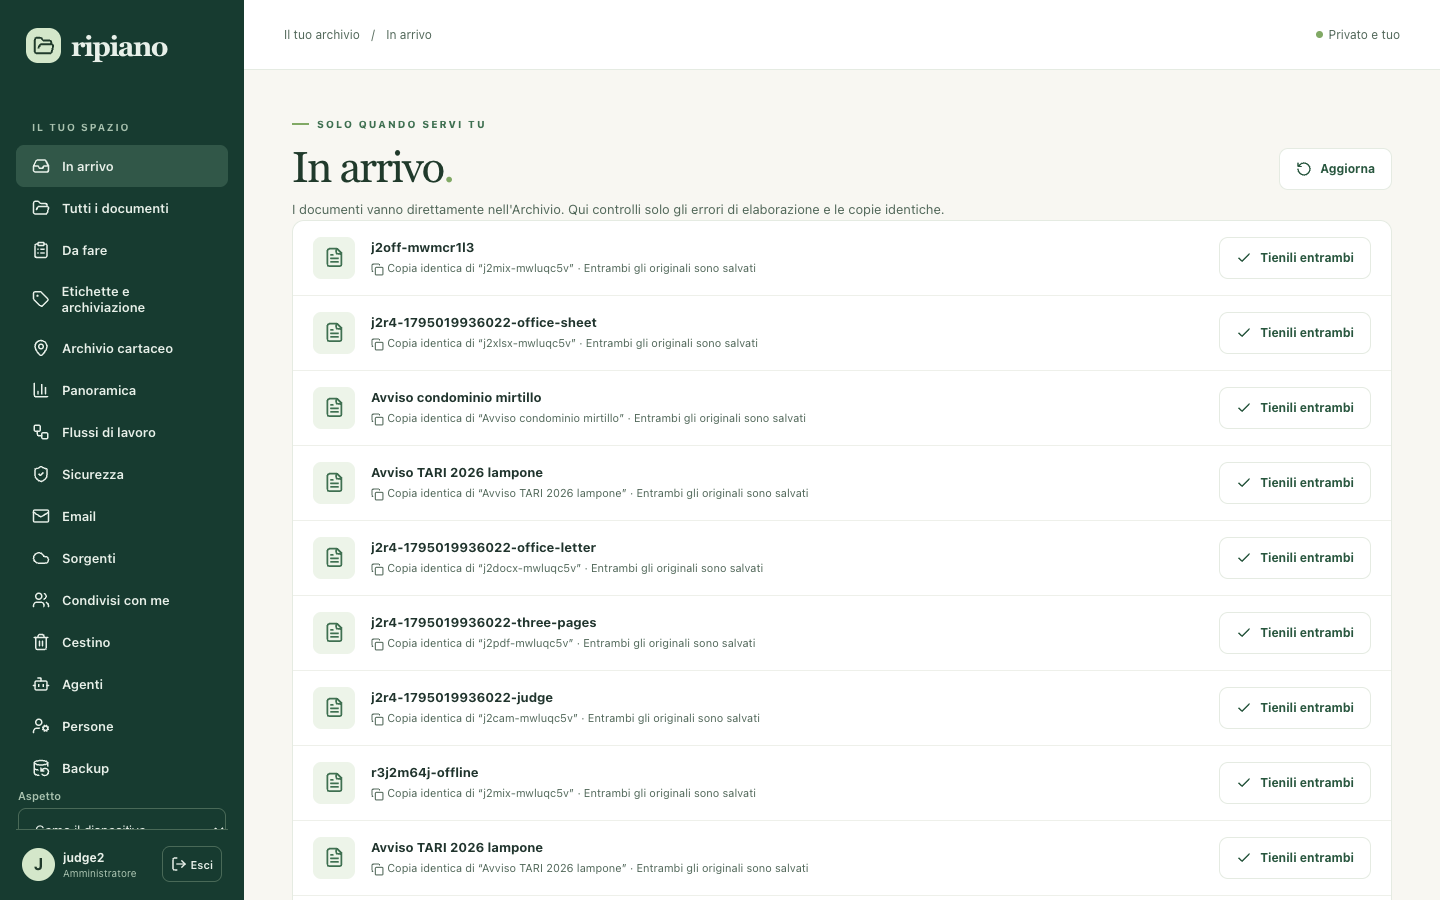 ripiano
Il tuo archivio / In arrivo
Privato e tuo
IL TUO SPAZIO
In arrivo
Tutti i documenti
Da fare
Etichette e
archiviazione
Archivio cartaceo
Panoramica
Flussi di lavoro
Sicurezza
Email
Sorgenti
Condivisi con me
Cestino
Agenti
Persone
Backup
Aspetto
Come il dispositivo
J
judge2
Amministratore
Esci
SOLO QUANDO SERVI TU
In arrivo.
Aggiorna
I documenti vanno direttamente nell'Archivio. Qui controlli solo gli errori di elaborazione e le copie identiche.
j2off-mwmcr1l3
Copia identica di “j2mix-mwluqc5v” · Entrambi gli originali sono salvati
Tienili entrambi
j2r4-1795019936022-office-sheet
Copia identica di “j2xlsx-mwluqc5v” · Entrambi gli originali sono salvati
Tienili entrambi
Avviso condominio mirtillo
Copia identica di “Avviso condominio mirtillo” · Entrambi gli originali sono salvati
Tienili entrambi
Avviso TARI 2026 lampone
Copia identica di “Avviso TARI 2026 lampone” · Entrambi gli originali sono salvati
Tienili entrambi
j2r4-1795019936022-office-letter
Copia identica di “j2docx-mwluqc5v” · Entrambi gli originali sono salvati
Tienili entrambi
j2r4-1795019936022-three-pages
Copia identica di “j2pdf-mwluqc5v” · Entrambi gli originali sono salvati
Tienili entrambi
j2r4-1795019936022-judge
Copia identica di “j2cam-mwluqc5v” · Entrambi gli originali sono salvati
Tienili entrambi
r3j2m64j-offline
Copia identica di “j2mix-mwluqc5v” · Entrambi gli originali sono salvati
Tienili entrambi
Avviso TARI 2026 lampone
Copia identica di “Avviso TARI 2026 lampone” · Entrambi gli originali sono salvati
Tienili entrambi